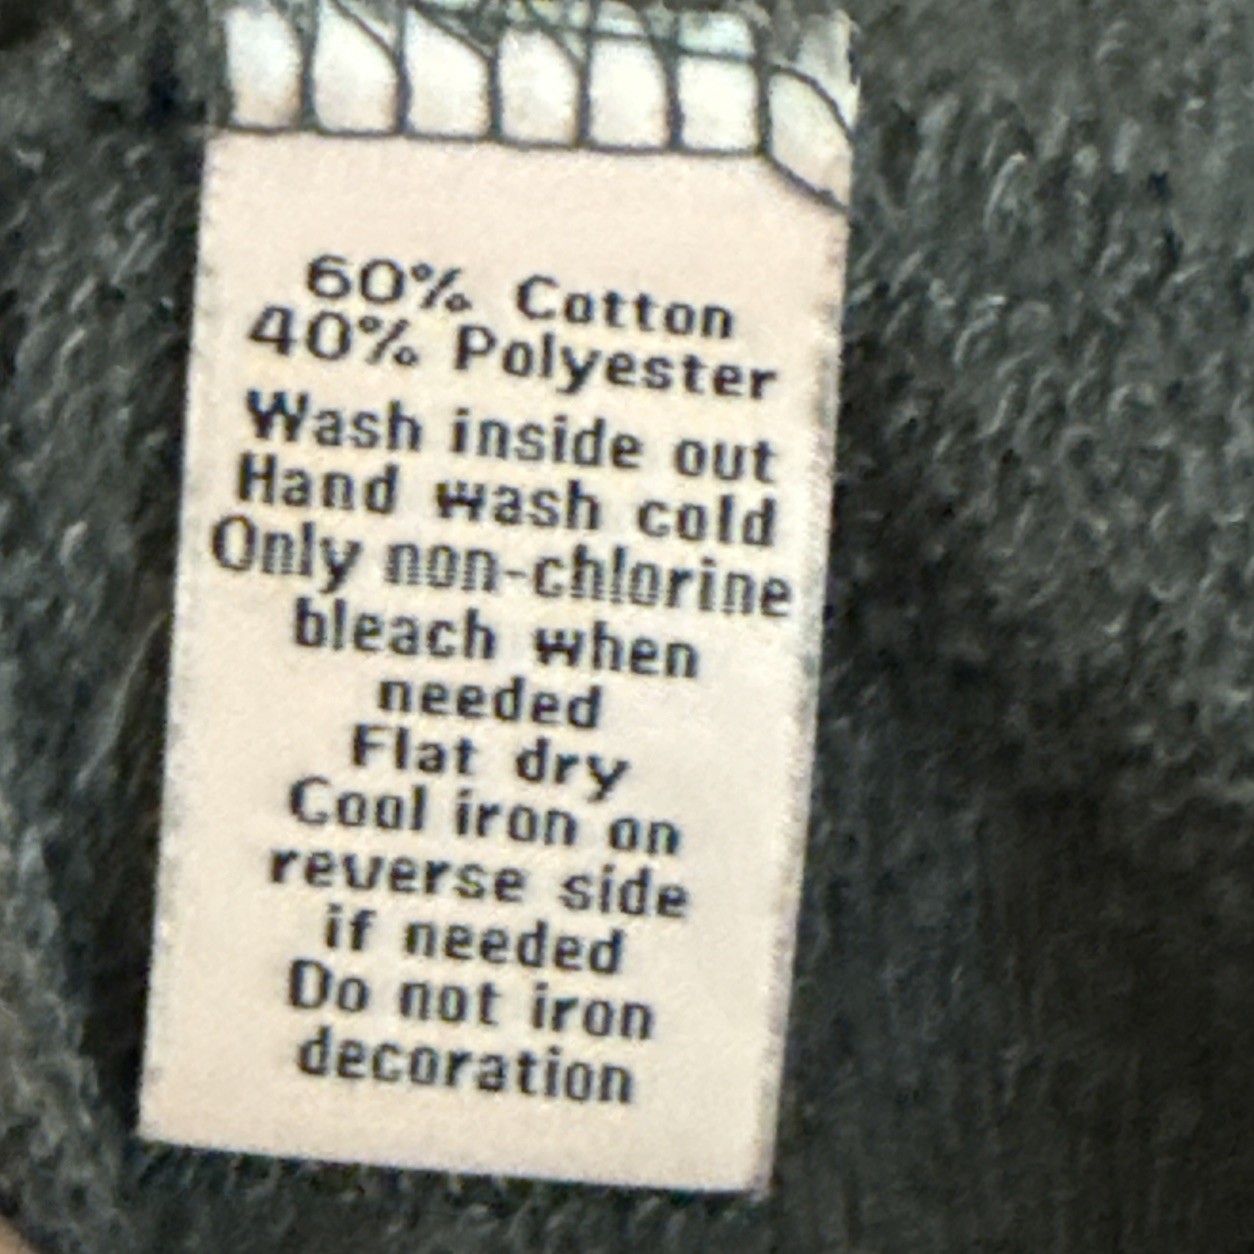 60% Cotton
40% Polyester
Wash inside out
Hand wash cold
Only non-chlorine
bleach when
needed
Flat dry
Cool iron on
reverse side
if needed
Do not iron
decoration